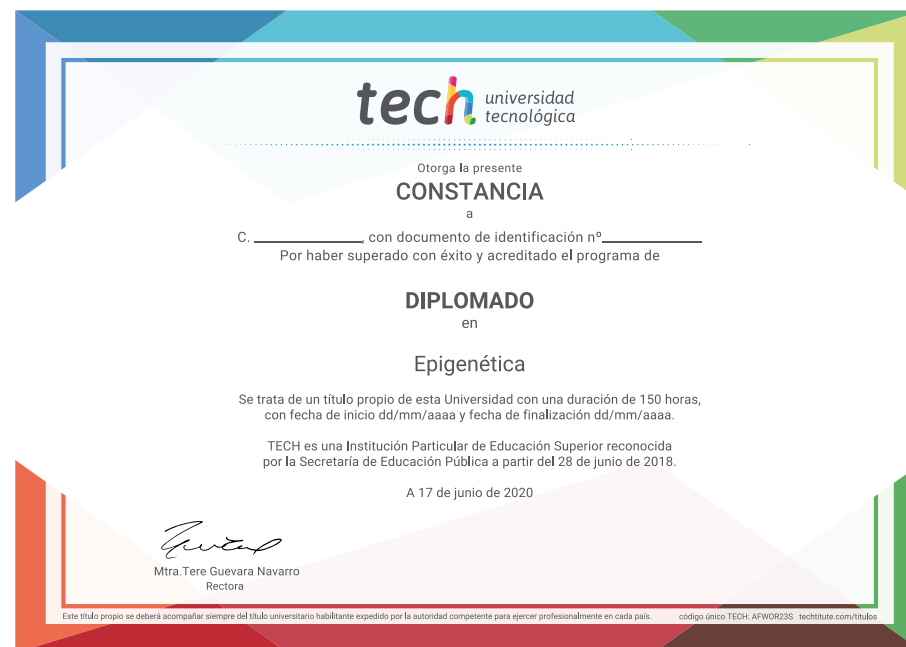 tech universidad
tecnológica
Otorga la presente
CONSTANCIA
a
C. ____________, con documento de identificación nº___________
Por haber superado con éxito y acreditado el programa de
DIPLOMADO
en
Epigenética
Se trata de un título propio de esta Universidad con una duración de 150 horas,
con fecha de inicio dd/mm/aaaa y fecha de finalización dd/mm/aaaa.
TECH es una Institución Particular de Educación Superior reconocida
por la Secretaría de Educación Pública a partir del 28 de junio de 2018.
A 17 de junio de 2020
Mtra.Tere Guevara Navarro
Rectora
Este título propio se deberá acompañar siempre del título universitario habilitante expedido por la autoridad competente para ejercer profesionalmente en cada país. código único TECH: AFWOR23S techtitute.com/titulos